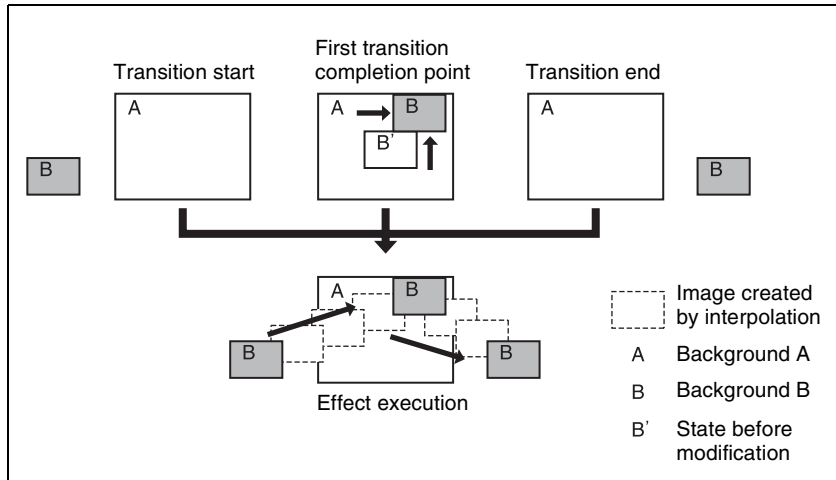 Transition start
First transition
completion point
Transition end
A
A
B
B'
A
B
B
A
B
B
B
Effect execution
Image created
by interpolation
A Background A
B Background B
B' State before
modification